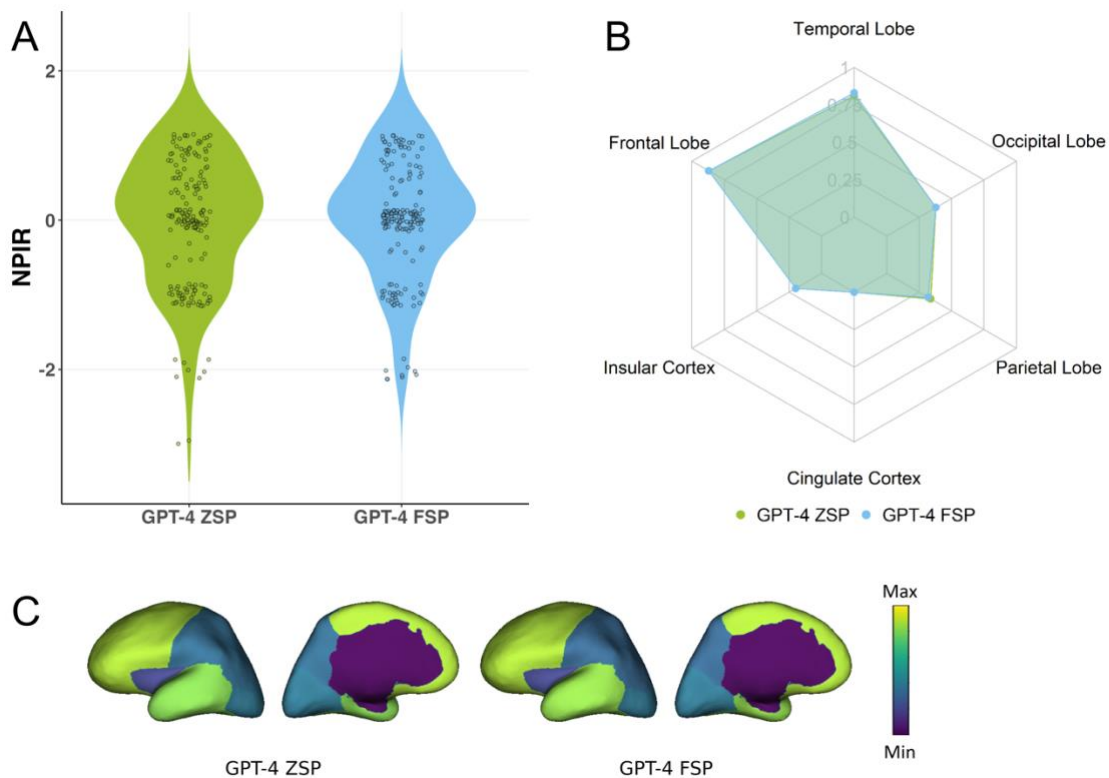 A
NPIR
2
0
-2
GPT-4 ZSP
GPT-4 FSP
B
Temporal Lobe
Occipital Lobe
Parietal Lobe
Cingulate Cortex
Insular Cortex
Frontal Lobe
1
0.75
0.5
0.25
0
GPT-4 ZSP
GPT-4 FSP
C
GPT-4 ZSP
GPT-4 FSP
Max
Min